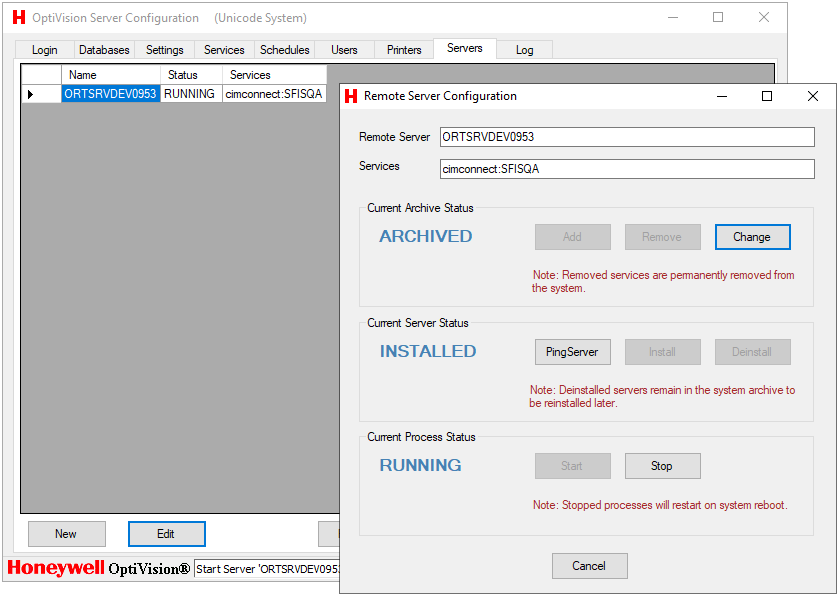 OptiVision Server Configuration (Unicode System)
Login Databases Settings Services Schedules Users Printers Servers Log
Name Status Services
ORTSRVDEV0953 RUNNING cimconnect:SFISQA
Remote Server Configuration
Remote Server ORTSRVDEV0953
Services cimconnect:SFISQA
Current Archive Status
ARCHIVED Add Remove Change
Note: Removed services are permanently removed from
the system.
Current Server Status
INSTALLED PingServer Install Deinstall
Note: Deinstalled servers remain in the system archive to
be reinstalled later.
Current Process Status
RUNNING Start Stop
Note: Stopped processes will restart on system reboot.
New Edit
Cancel
Honeywell OptiVision® Start Server 'ORTSRVDEV0953